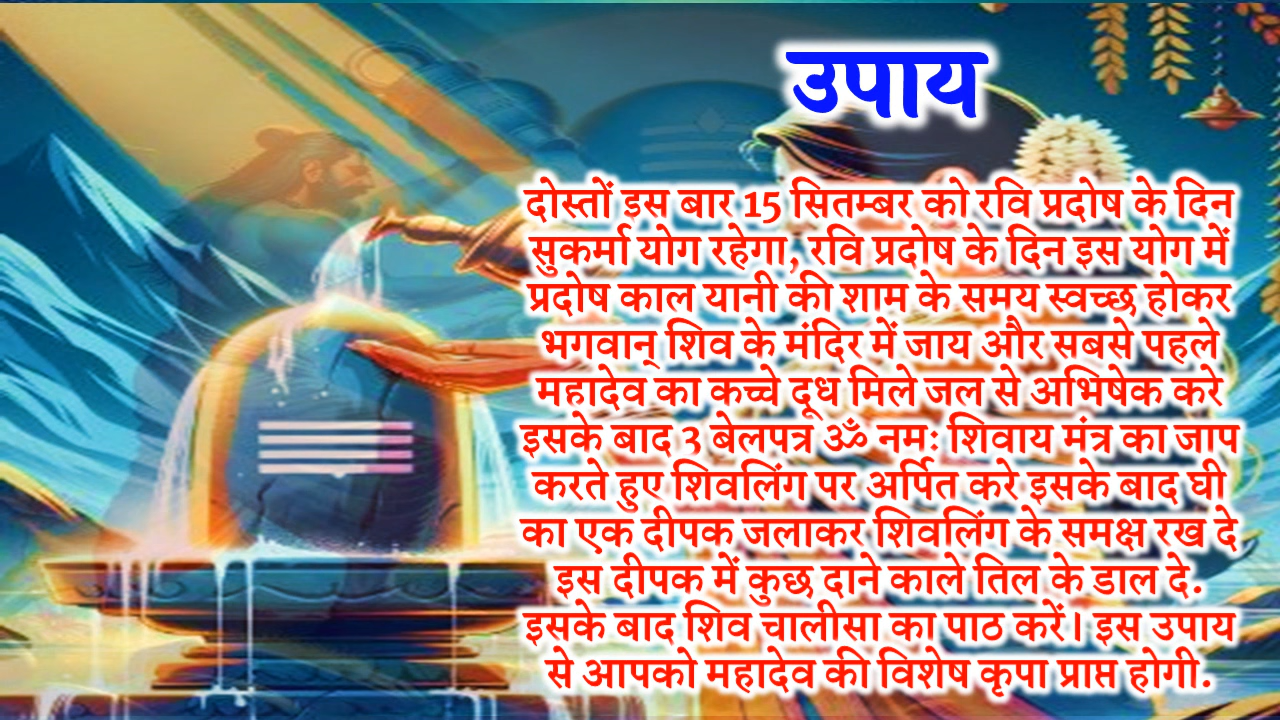 उपाय
दोस्तों इस बार 15 सितम्बर को रवि प्रदोष के दिन
सुकर्मा योग रहेगा, रवि प्रदोष के दिन इस योग में
प्रदोष काल यानी की शाम के समय स्वच्छ होकर
भगवान् शिव के मंदिर में जाय और सबसे पहले
महादेव का कच्चे दूध मिले जल से अभिषेक करे
इसके बाद 3 बेलपत्र ॐ नमः शिवाय मंत्र का जाप
करते हुए शिवलिंग पर अर्पित करे इसके बाद घी
का एक दीपक जलाकर शिवलिंग के समक्ष रख दे
इस दीपक में कुछ दाने काले तिल के डाल दे.
इसके बाद शिव चालीसा का पाठ करें। इस उपाय
से आपको महादेव की विशेष कृपा प्राप्त होगी.